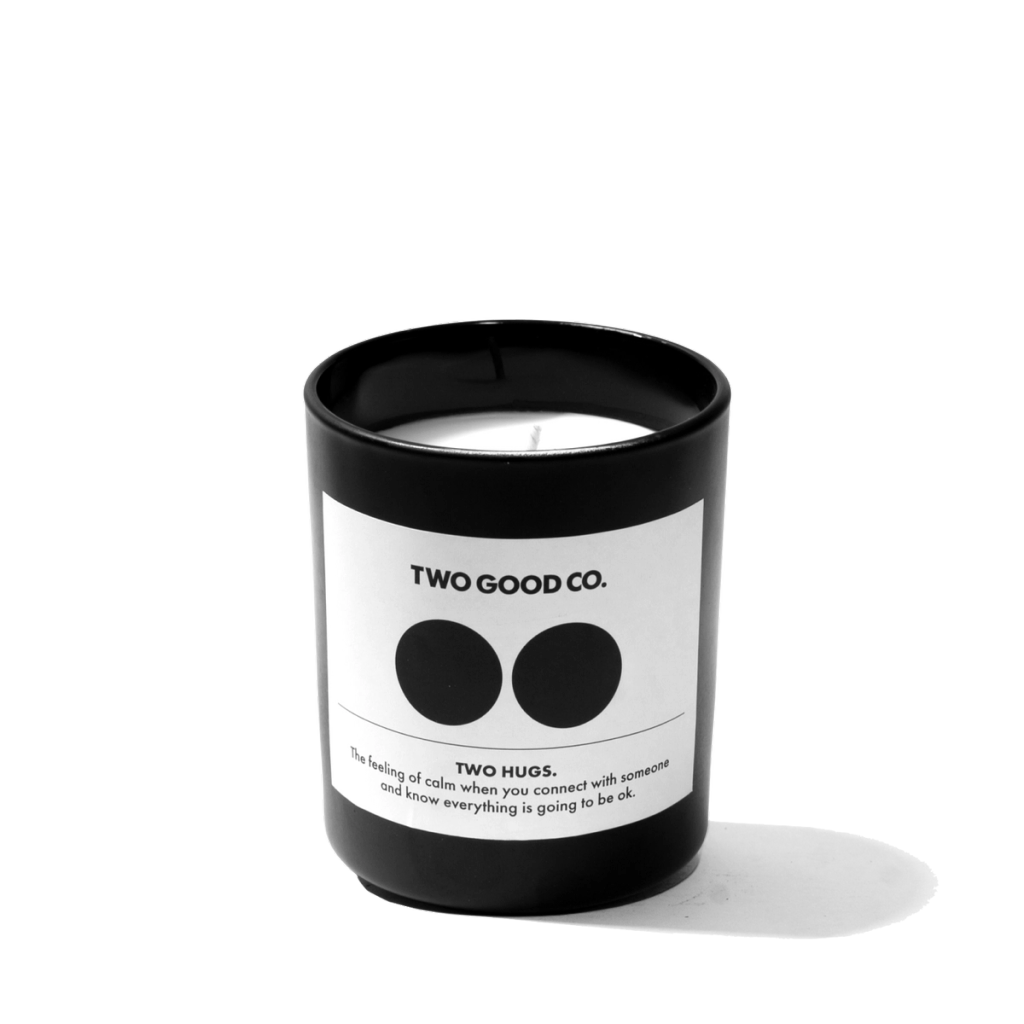 TWO GOOD CO.
TWO HUGS.
The feeling of calm when you connect with someone
and know everything is going to be ok.